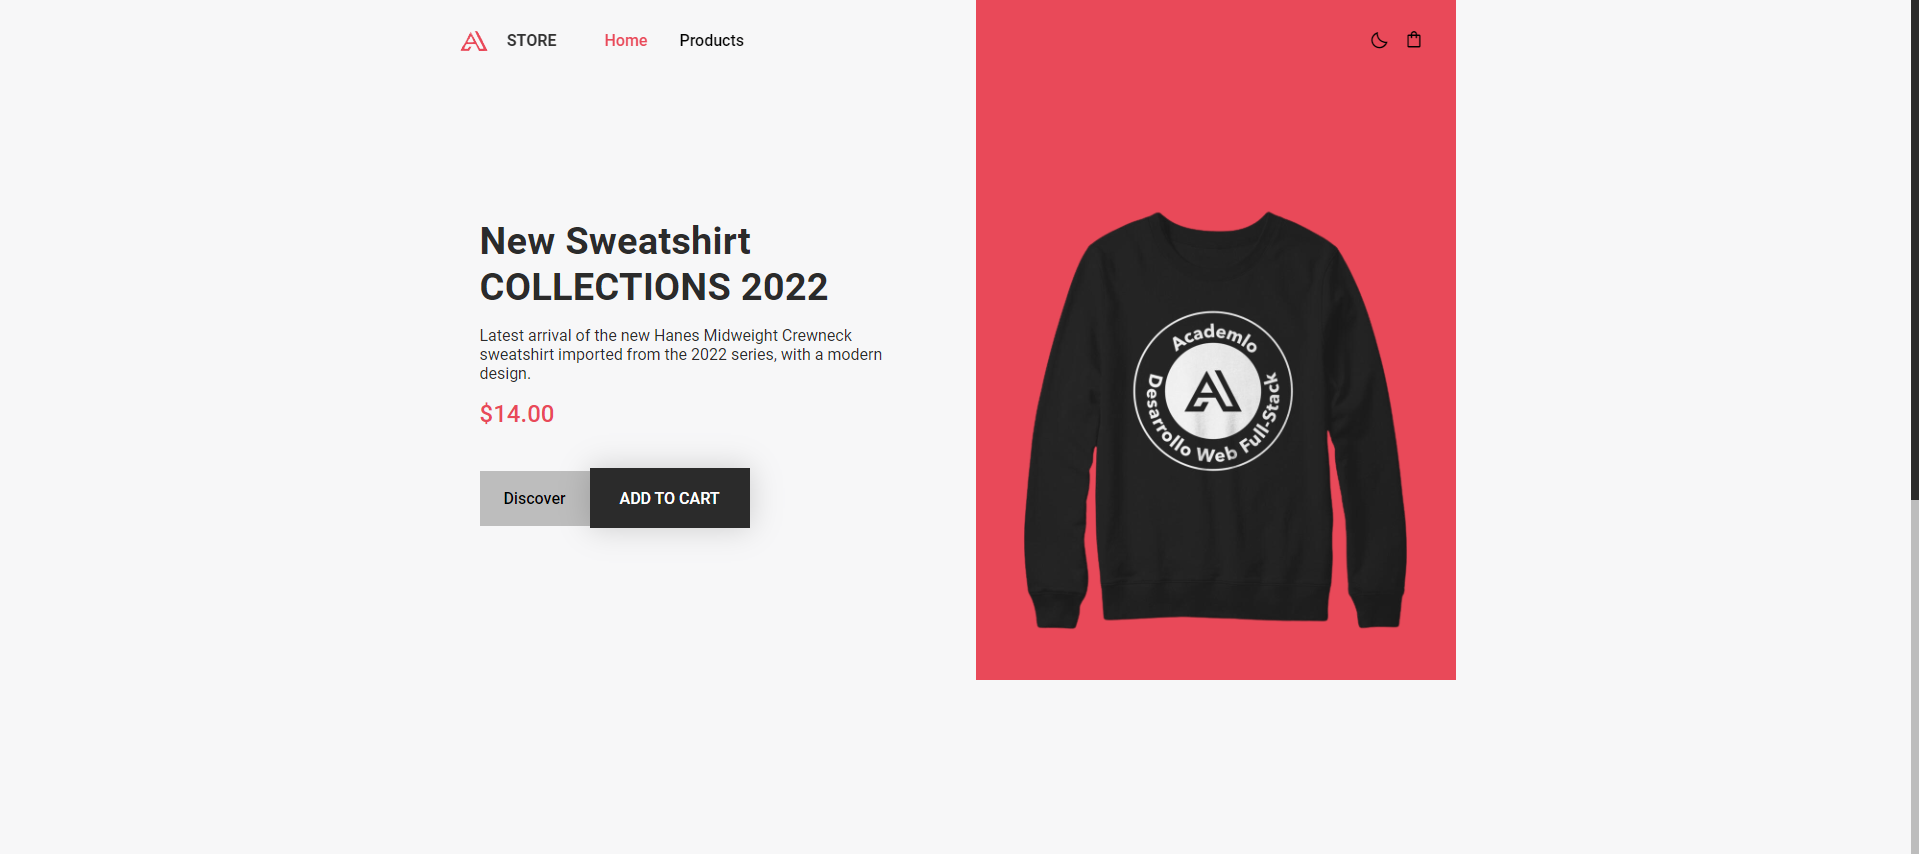 STORE
Home
Products
New Sweatshirt
COLLECTIONS 2022
Latest arrival of the new Hanes Midweight Crewneck
sweatshirt imported from the 2022 series, with a modern
design.
$14.00
Discover
ADD TO CART
Academlo
Desarrollo Web Full-Stack